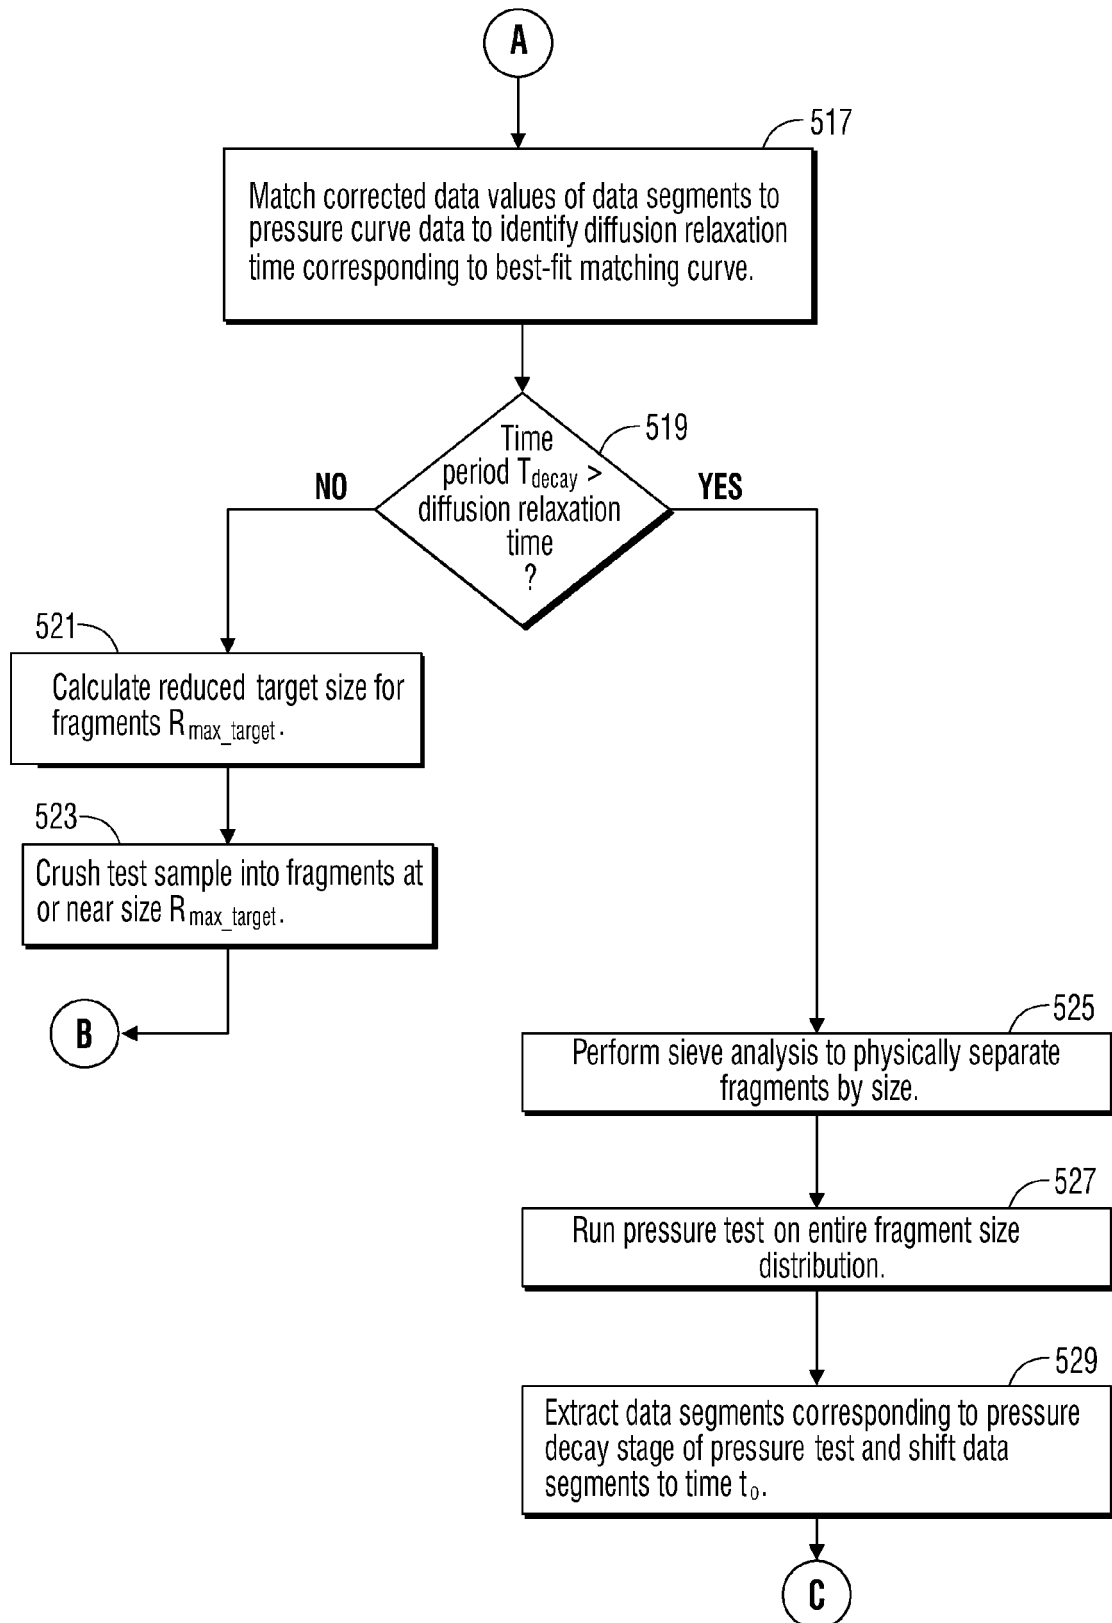 A
517
Match corrected data values of data segments to
pressure curve data to identify diffusion relaxation
time corresponding to best-fit matching curve.
519
Time
period T_decay >
diffusion relaxation
time
?
NO
YES
521
Calculate reduced target size for
fragments R_max_target.
523
Crush test sample into fragments at
or near size R_max_target.
B
525
Perform sieve analysis to physically separate
fragments by size.
527
Run pressure test on entire fragment size
distribution.
529
Extract data segments corresponding to pressure
decay stage of pressure test and shift data
segments to time t₀.
C